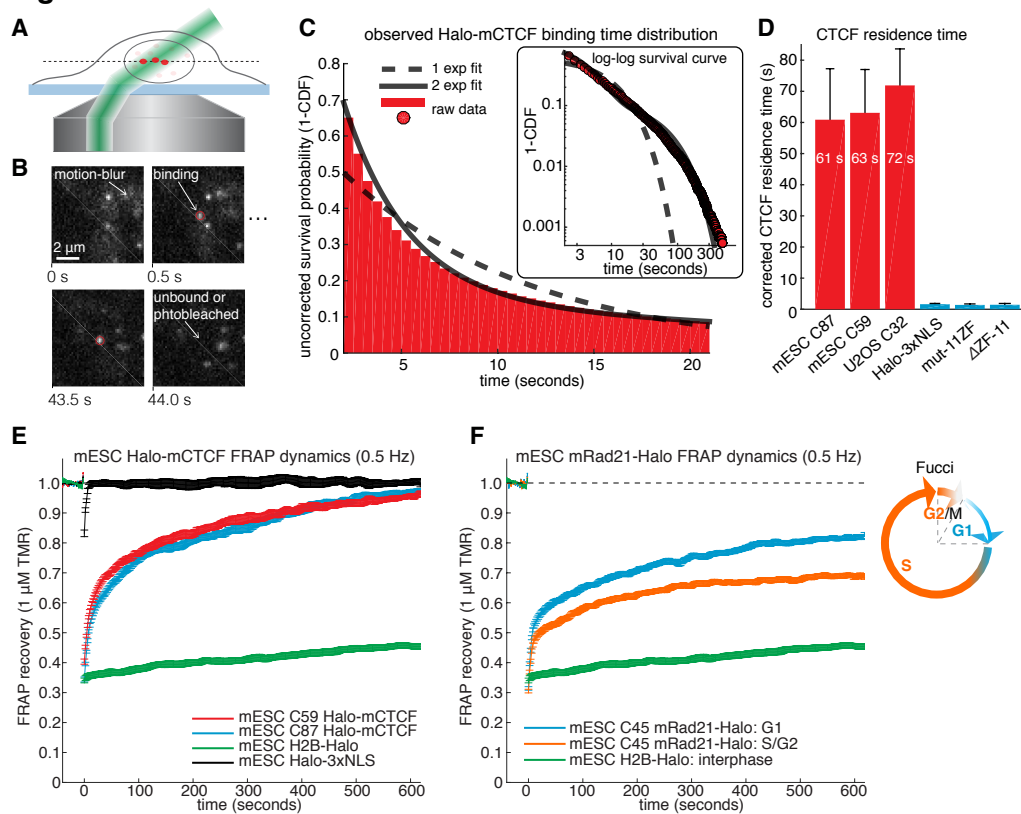 A
B
motion-blur
binding
...
2 μm
0 s
0.5 s
unbound or
phtobleached
43.5 s
44.0 s
C
observed Halo-mCTCF binding time distribution
uncorrected survival probability (1-CDF)
0.8
0.7
0.6
0.5
0.4
0.3
0.2
0.1
0
5
10
15
20
time (seconds)
1 exp fit
2 exp fit
raw data
log-log survival curve
1-CDF
0.1
0.01
0.001
3
10
30
100
300
time (seconds)
D
CTCF residence time
corrected CTCF residence time (s)
80
70
60
50
40
30
20
10
0
61 s
63 s
72 s
mESC C87
mESC C59
U2OS C32
Halo-3xNLS
mut-11ZF
ΔZF-11
E
mESC Halo-mCTCF FRAP dynamics (0.5 Hz)
FRAP recovery (1 μM TMR)
1.0
0.9
0.8
0.7
0.6
0.5
0.4
0.3
0.2
0.1
0
0
100
200
300
400
500
600
time (seconds)
mESC C59 Halo-mCTCF
mESC C87 Halo-mCTCF
mESC H2B-Halo
mESC Halo-3xNLS
F
mESC mRad21-Halo FRAP dynamics (0.5 Hz)
FRAP recovery (1 μM TMR)
1.0
0.9
0.8
0.7
0.6
0.5
0.4
0.3
0.2
0.1
0
0
100
200
300
400
500
600
time (seconds)
mESC C45 mRad21-Halo: G1
mESC C45 mRad21-Halo: S/G2
mESC H2B-Halo: interphase
Fucci
G2/M
G1
S